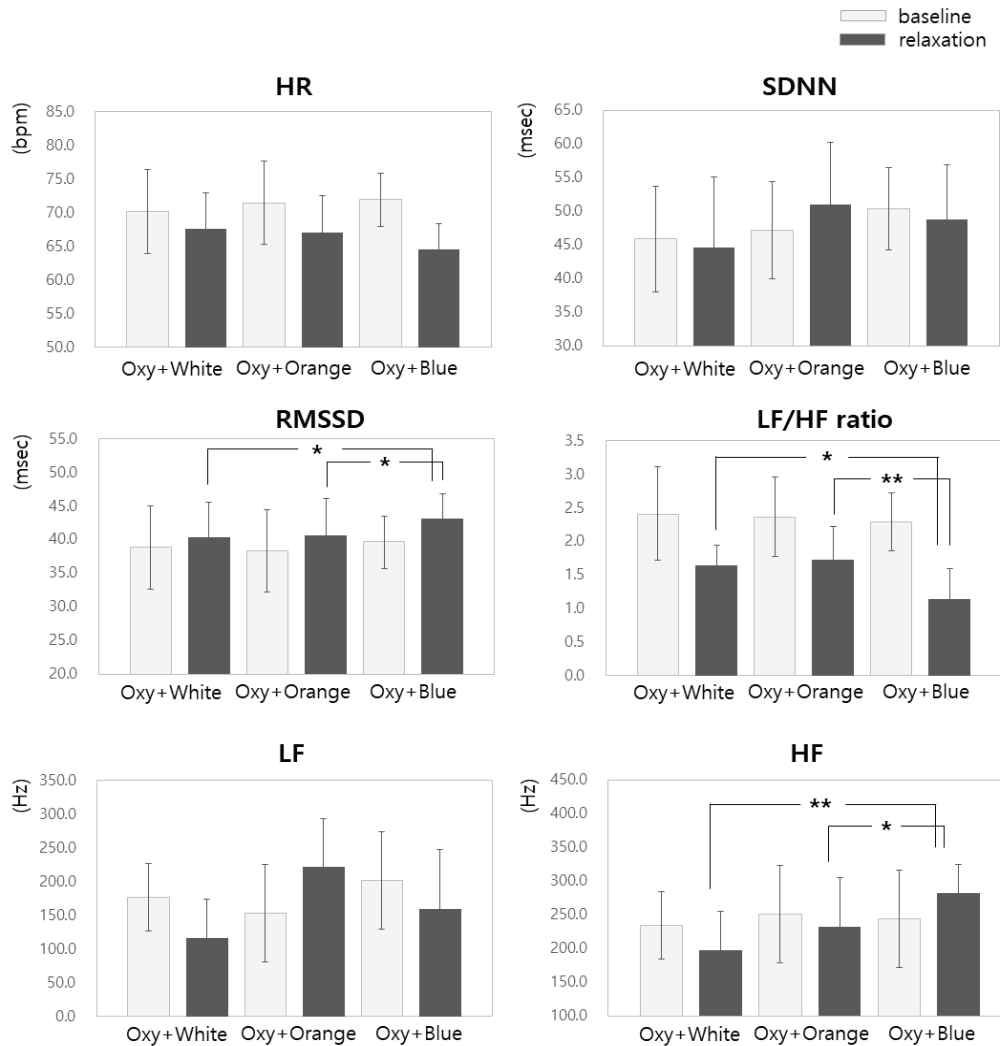 baseline
relaxation
HR
(bpm)
85.0
80.0
75.0
70.0
65.0
60.0
55.0
50.0
Oxy+White Oxy+Orange Oxy+Blue
SDNN
(msec)
65.0
60.0
55.0
50.0
45.0
40.0
35.0
30.0
Oxy+White Oxy+Orange Oxy+Blue
RMSSD
(msec)
55.0
50.0
45.0
40.0
35.0
30.0
25.0
20.0
*
*
Oxy+White Oxy+Orange Oxy+Blue
LF/HF ratio
3.5
3.0
2.5
2.0
1.5
1.0
0.5
0.0
*
**
Oxy+White Oxy+Orange Oxy+Blue
LF
(Hz)
350.0
300.0
250.0
200.0
150.0
100.0
50.0
0.0
Oxy+White Oxy+Orange Oxy+Blue
HF
(Hz)
450.0
400.0
350.0
300.0
250.0
200.0
150.0
100.0
**
*
Oxy+White Oxy+Orange Oxy+Blue